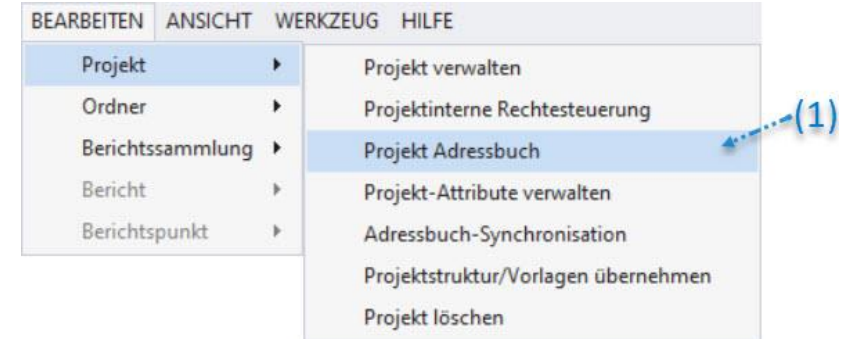 BEARBEITEN ANSICHT WERKZEUG HILFE
Projekt
Ordner
Berichtssammlung
Bericht
Berichtspunkt
Projekt verwalten
Projektinterne Rechtesteuerung
Projekt Adressbuch
Projekt-Attribute verwalten
Adressbuch-Synchronisation
Projektstruktur/Vorlagen übernehmen
Projekt löschen
(1)